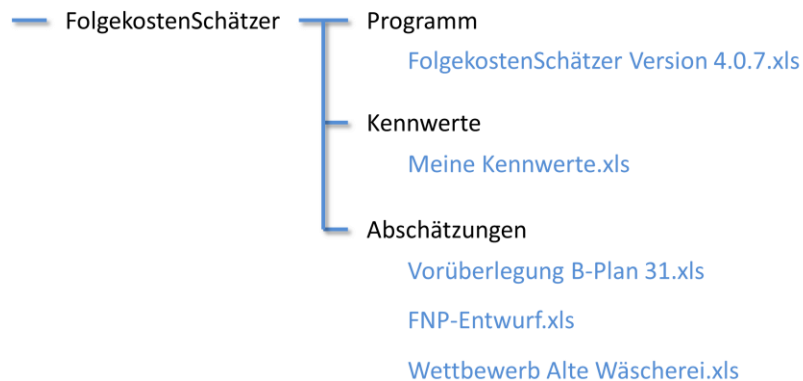 FolgekostenSchätzer
Programm
FolgekostenSchätzer Version 4.0.7.xls
Kennwerte
Meine Kennwerte.xls
Abschätzungen
Vorüberlegung B-Plan 31.xls
FNP-Entwurf.xls
Wettbewerb Alte Wäscherei.xls